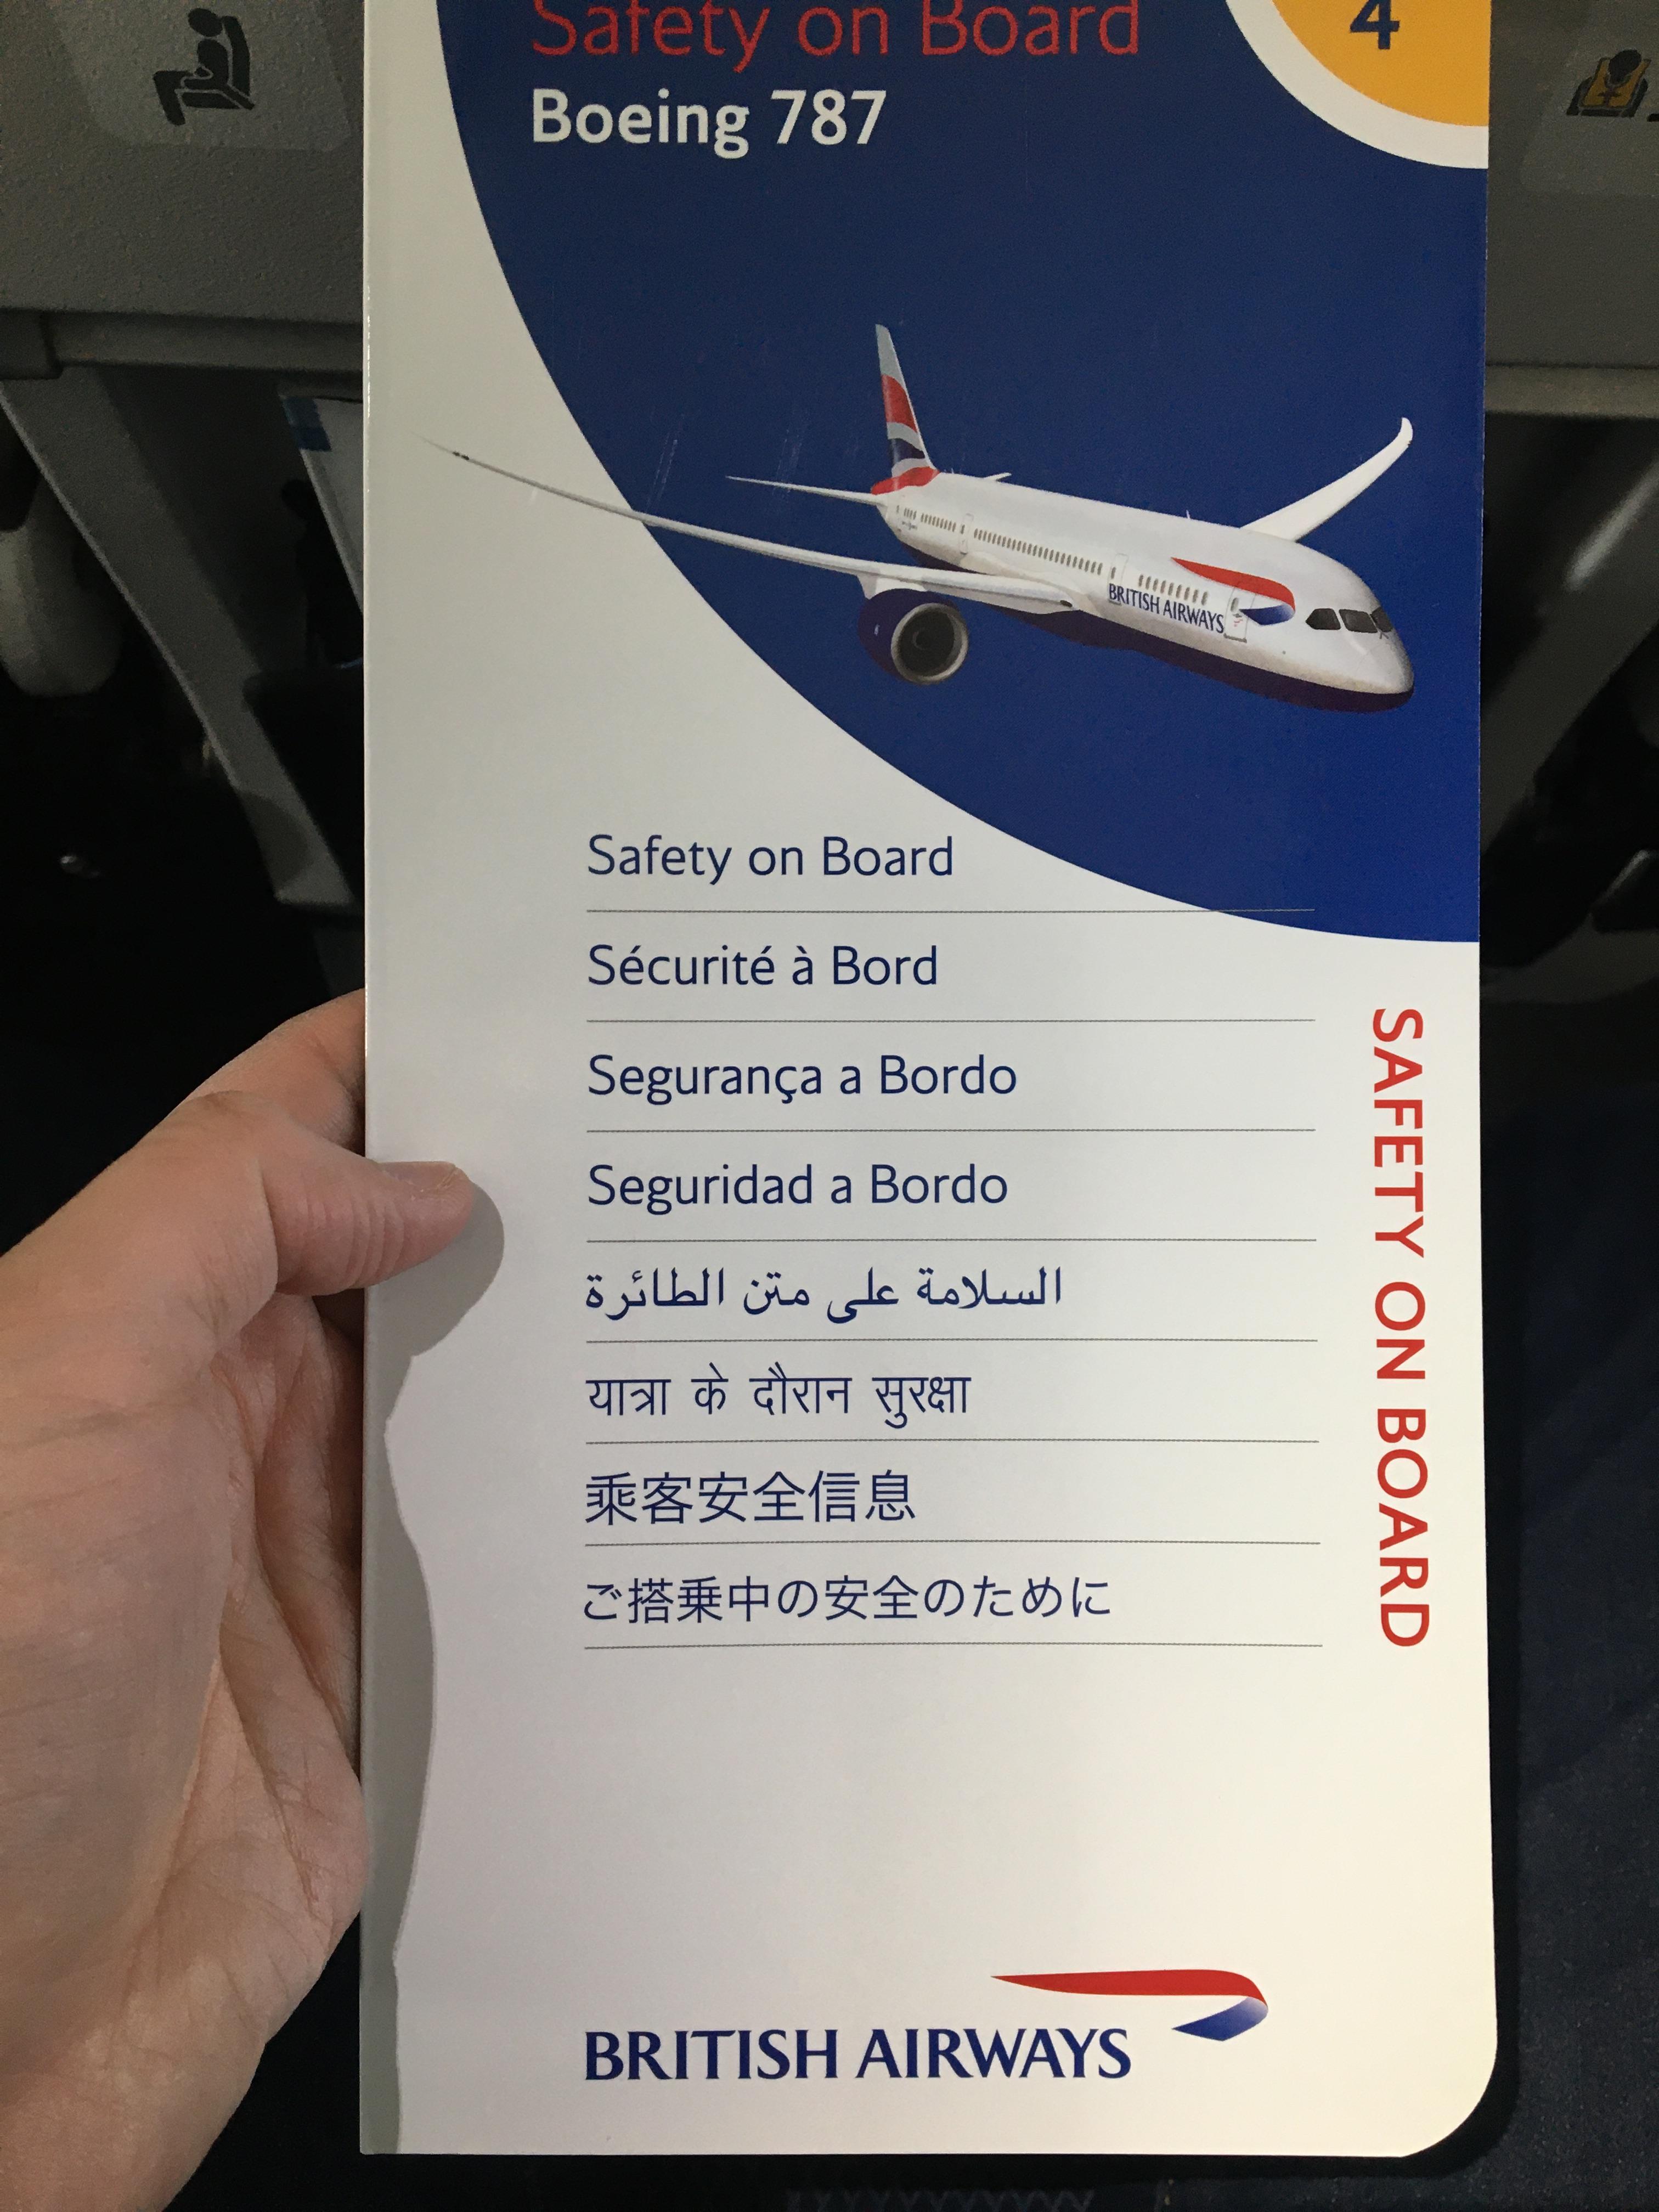 Safety on Board
4
Boeing 787
BRITISH AIRWAYS
Safety on Board
Sécurité à Bord
Segurança a Bordo
Seguridad a Bordo
السلامة على متن الطائرة
यात्रा के दौरान सुरक्षा
乘客安全信息
ご搭乗中の安全のために
SAFETY ON BOARD
BRITISH AIRWAYS